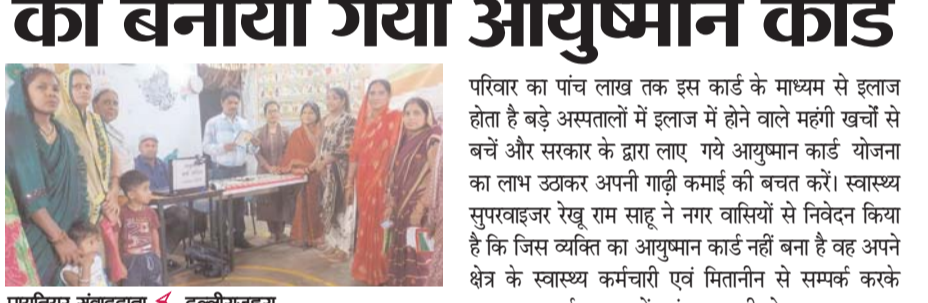 को बनाया गया आयुष्मान कार्ड
परिवार का पांच लाख तक इस कार्ड के माध्यम से इलाज
होता है बड़े अस्पतालों में इलाज में होने वाले महंगी खर्चों से
बचें और सरकार के द्वारा लाए गये आयुष्मान कार्ड योजना
का लाभ उठाकर अपनी गाढ़ी कमाई की बचत करें। स्वास्थ्य
सुपरवाइजर रेखू राम साहू ने नगर वासियों से निवेदन किया
है कि जिस व्यक्ति का आयुष्मान कार्ड नहीं बना है वह अपने
क्षेत्र के स्वास्थ्य कर्मचारी एवं मितानीन से सम्पर्क करके